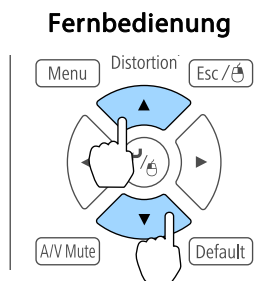 Fernbedienung
Distortion
Menu
Esc/
A/V Mute
Default